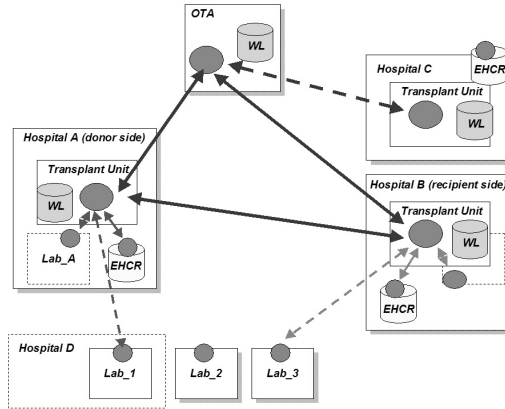 OTA
WL
Hospital C
EHCR
Transplant Unit
WL
Hospital A (donor side)
Transplant Unit
WL
Lab_A
EHCR
Hospital B (recipient side)
Transplant Unit
WL
EHCR
Hospital D
Lab_1
Lab_2
Lab_3